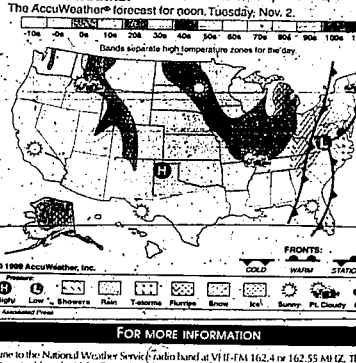 The AccuWeather® forecast for noon, Tuesday, Nov. 2.
-10s -0s 0s 10s 20s 30s 40s 50s 60s 70s 80s 90s 100s
Bands separate high temperature zones for the day.
H
L
© 1999 AccuWeather, Inc.
FRONTS:
COLD WARM
Pressure:
H L
High Low Showers Rain T-storms Flurries Snow Ice Sunny Pt. Cloudy
Associated Press
FOR MORE INFORMATION
to the National Weather Service radio band at VHF-FM 162.4 or 162.55 MHZ.